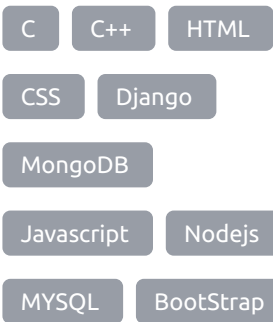 C C++ HTML
CSS Django
MongoDB
Javascript Nodejs
MYSQL BootStrap